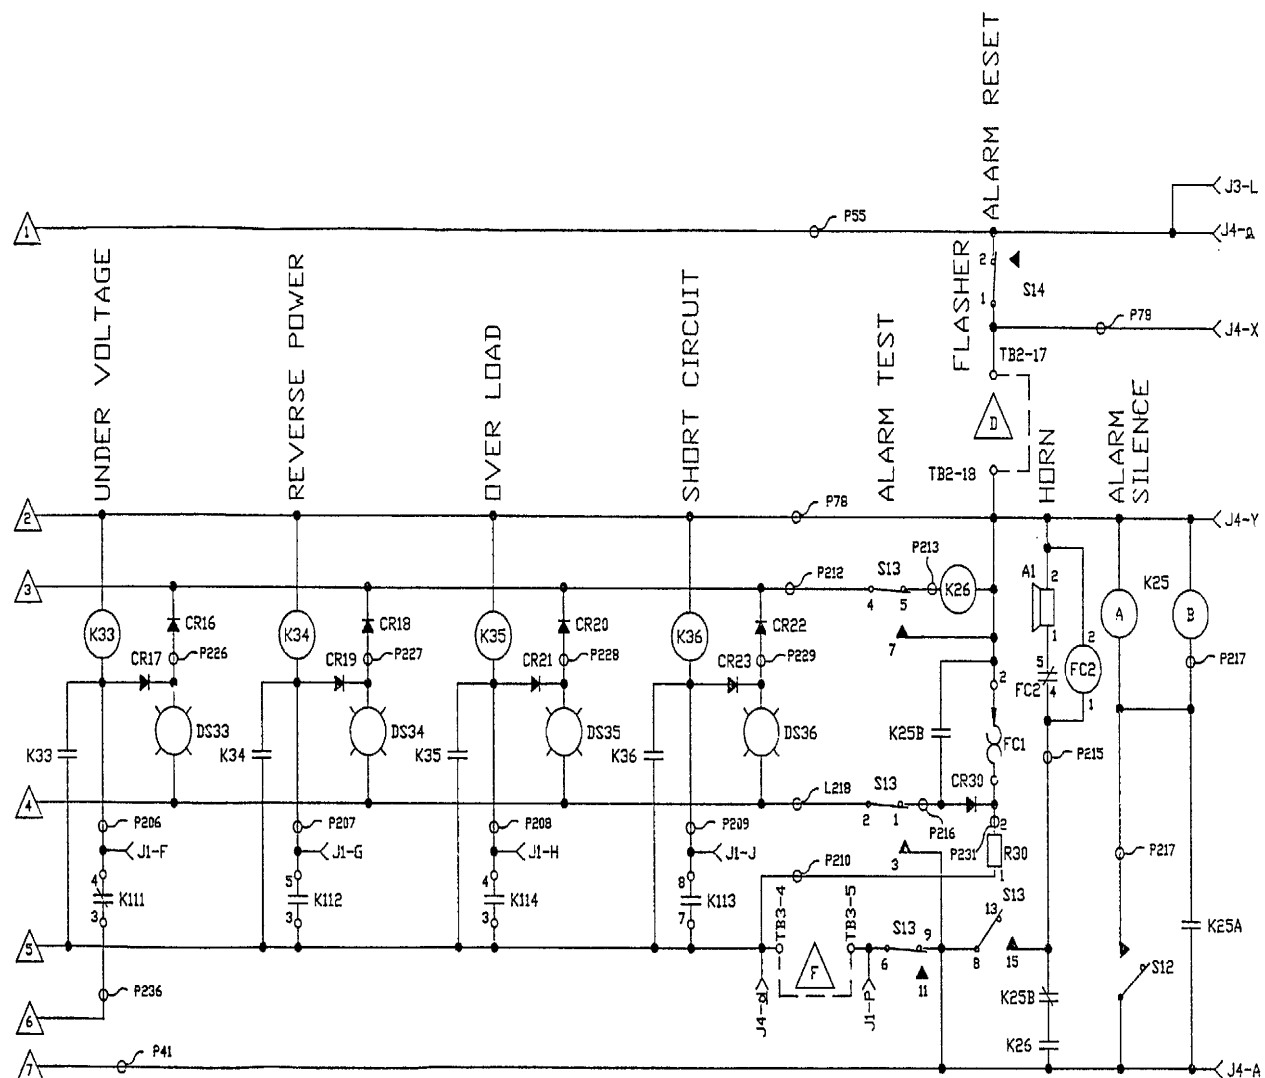 ALARM RESET
J3-L
P55
1
J4-a
FLASHER
2
S14
1
P79
J4-X
TB2-17
UNDER VOLTAGE
REVERSE POWER
OVER LOAD
SHORT CIRCUIT
ALARM TEST
D
HORN
ALARM SILENCE
TB2-18
P78
2
J4-Y
P213
3
P212
S13
4
5
K26
A1
2
1
K25
A
B
K33
CR16
K34
CR18
K35
CR20
K36
CR22
7
2
CR17
P226
CR19
P227
CR21
P228
CR23
P229
5
FC2
4
FC2
1
P217
2
K33
DS33
K34
DS34
K35
DS35
K36
DS36
K25B
FC1
P215
4
L218
S13
CR30
2
1
P216
P206
P207
P208
P209
P231
2
J1-F
J1-G
J1-H
J1-J
P210
3
R30
1
P217
4
K111
3
5
K112
3
4
K114
3
8
K113
7
TB3-4
TB3-5
S13
13
S13
9
K25A
5
F
6
11
8
15
S12
P236
J4-d
J1-P
K25B
6
K26
P41
7
J4-A